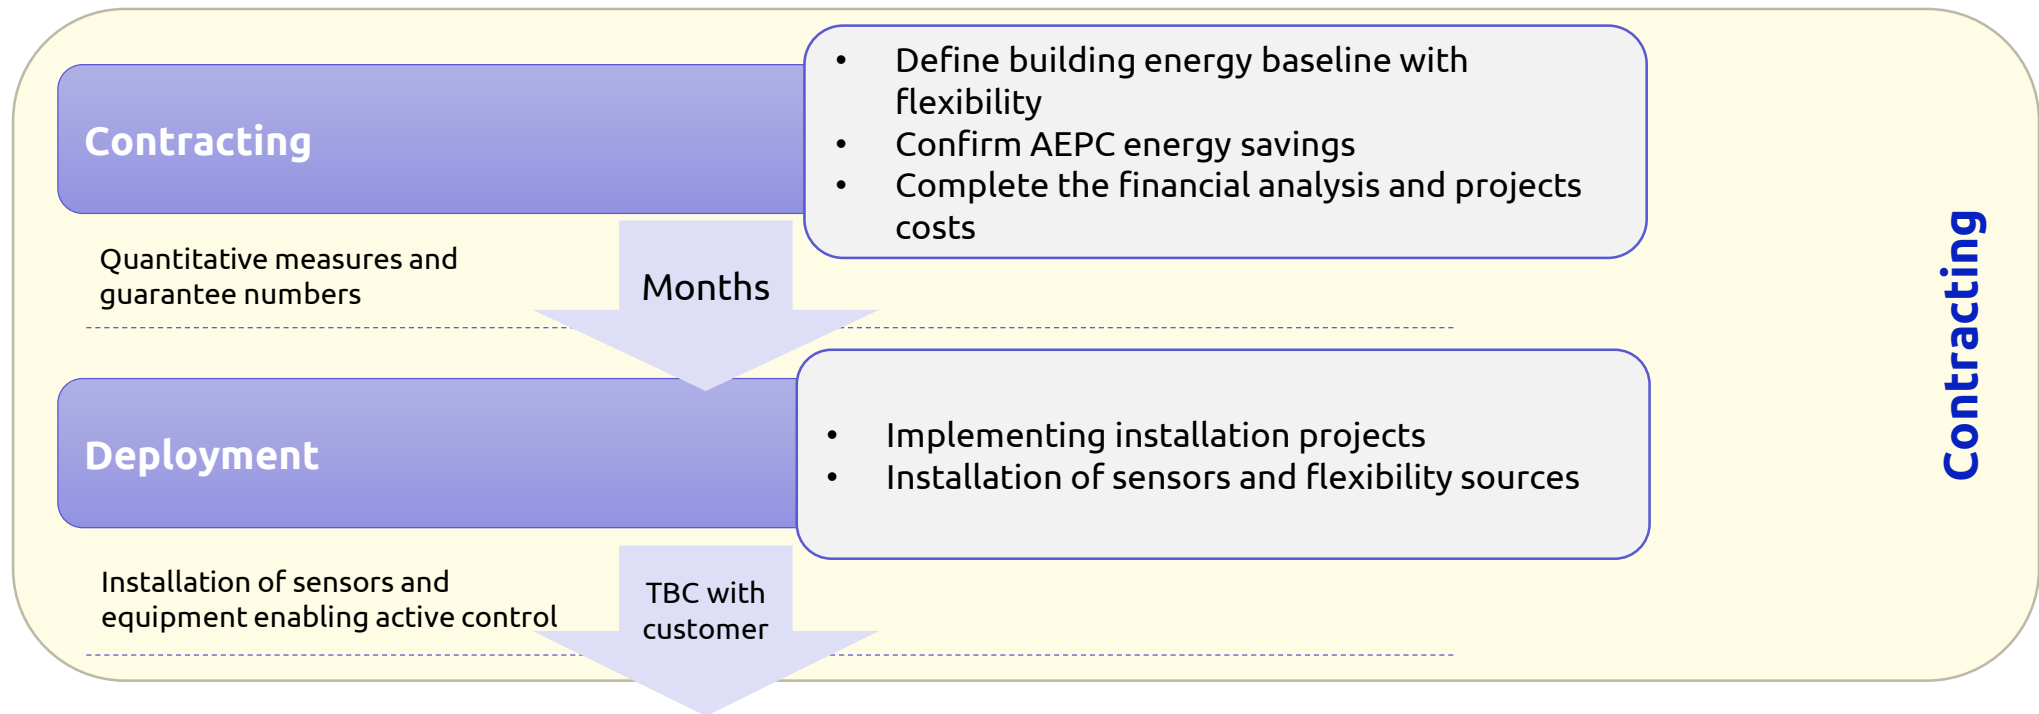 Contracting
• Define building energy baseline with
flexibility
• Confirm AEPC energy savings
• Complete the financial analysis and projects
costs
Quantitative measures and
guarantee numbers
Months
Deployment
• Implementing installation projects
• Installation of sensors and flexibility sources
Installation of sensors and
equipment enabling active control
TBC with
customer
Contracting